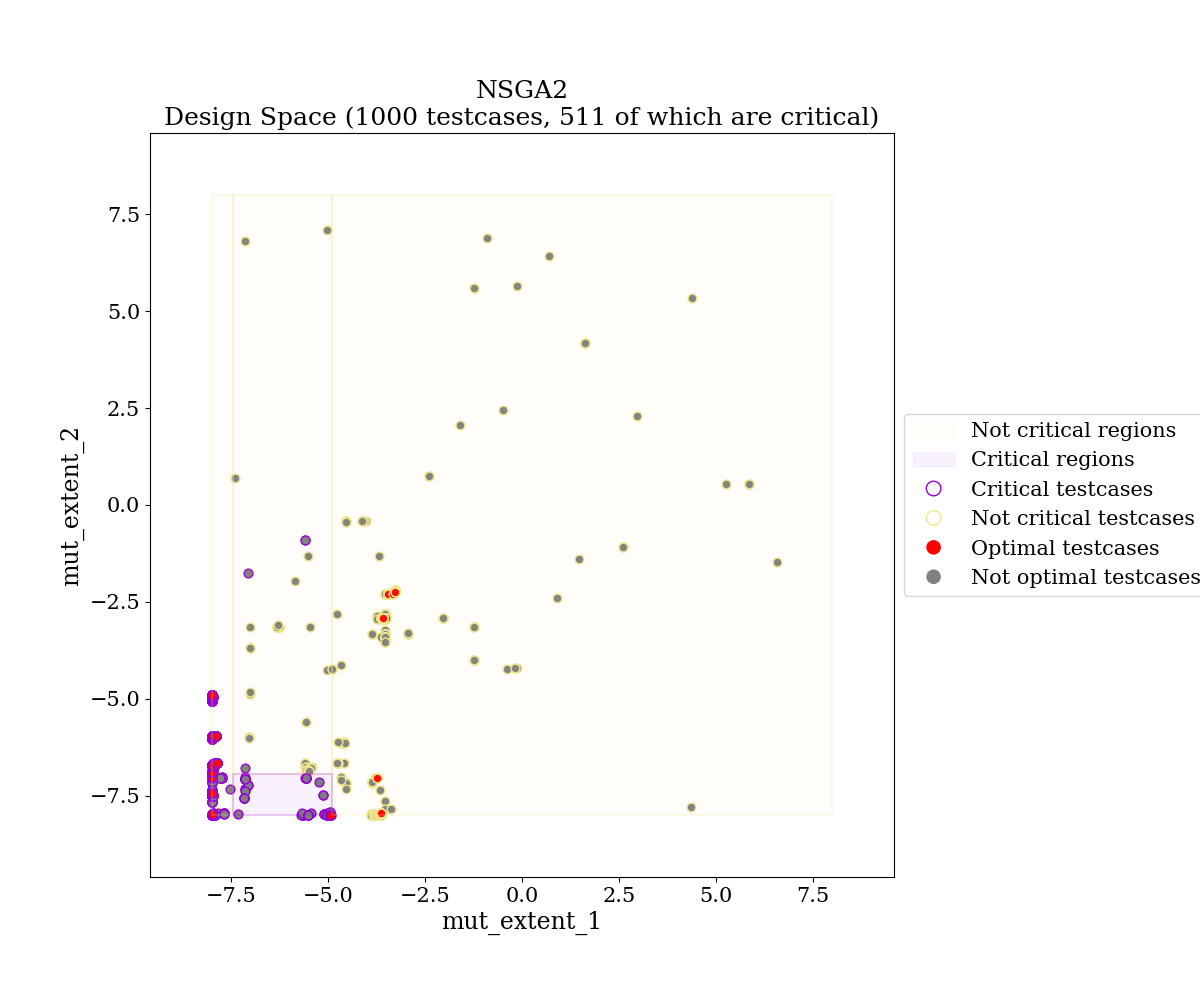 NSGA2
Design Space (1000 testcases, 511 of which are critical)
7.5
5.0
2.5
0.0
−2.5
−5.0
−7.5
mut_extent_2
−7.5
−5.0
−2.5
0.0
2.5
5.0
7.5
mut_extent_1
Not critical regions
Critical regions
Critical testcases
Not critical testcases
Optimal testcases
Not optimal testcases